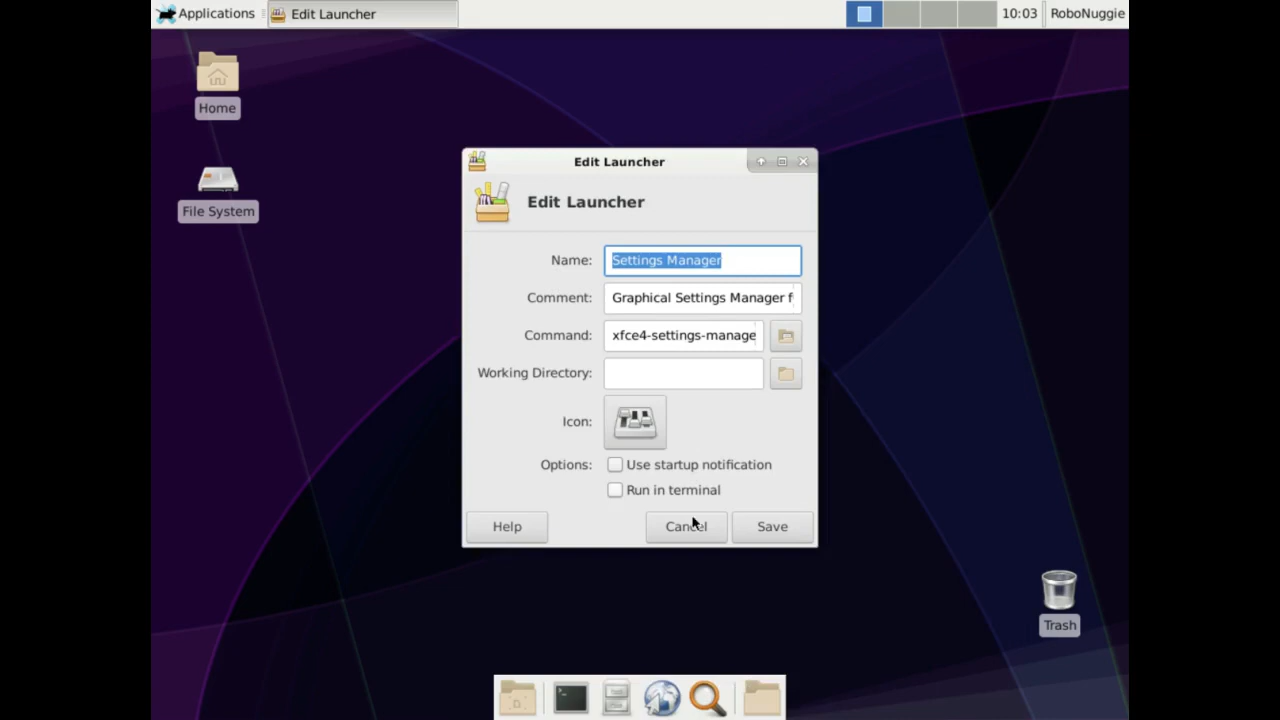 Applications
Edit Launcher
10:03
RoboNuggie
Home
File System
Edit Launcher
Edit Launcher
Name: Settings Manager
Comment: Graphical Settings Manager f
Command: xfce4-settings-manage
Working Directory:
Icon:
Options: Use startup notification
Run in terminal
Help Cancel Save
Trash